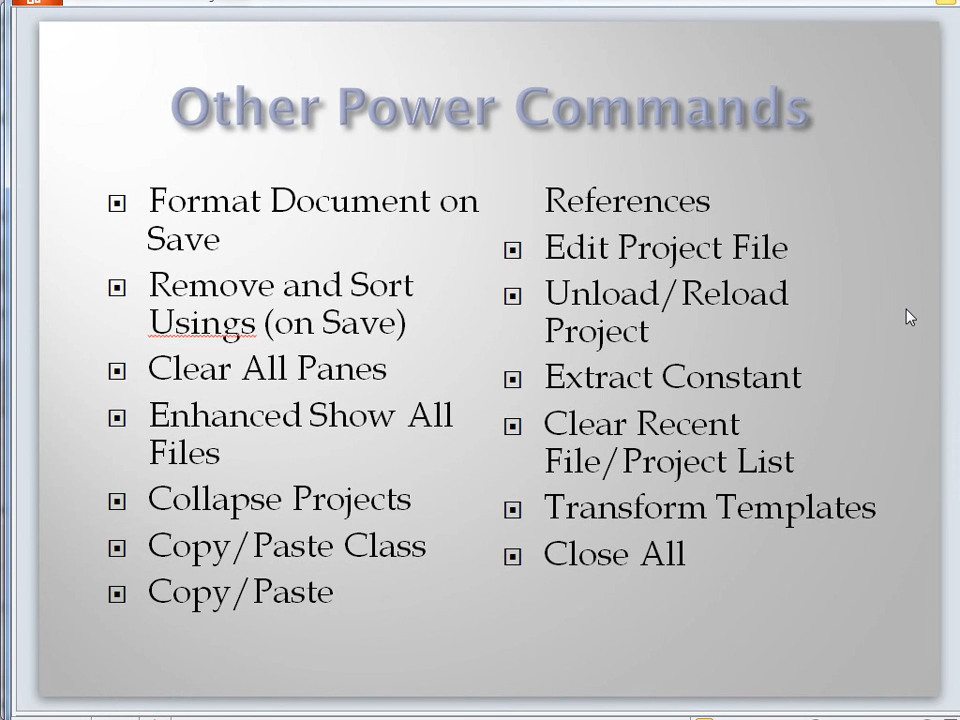 Other Power Commands
Format Document on
Save
Remove and Sort
Usings (on Save)
Clear All Panes
Enhanced Show All
Files
Collapse Projects
Copy/Paste Class
Copy/Paste
References
Edit Project File
Unload/Reload
Project
Extract Constant
Clear Recent
File/Project List
Transform Templates
Close All